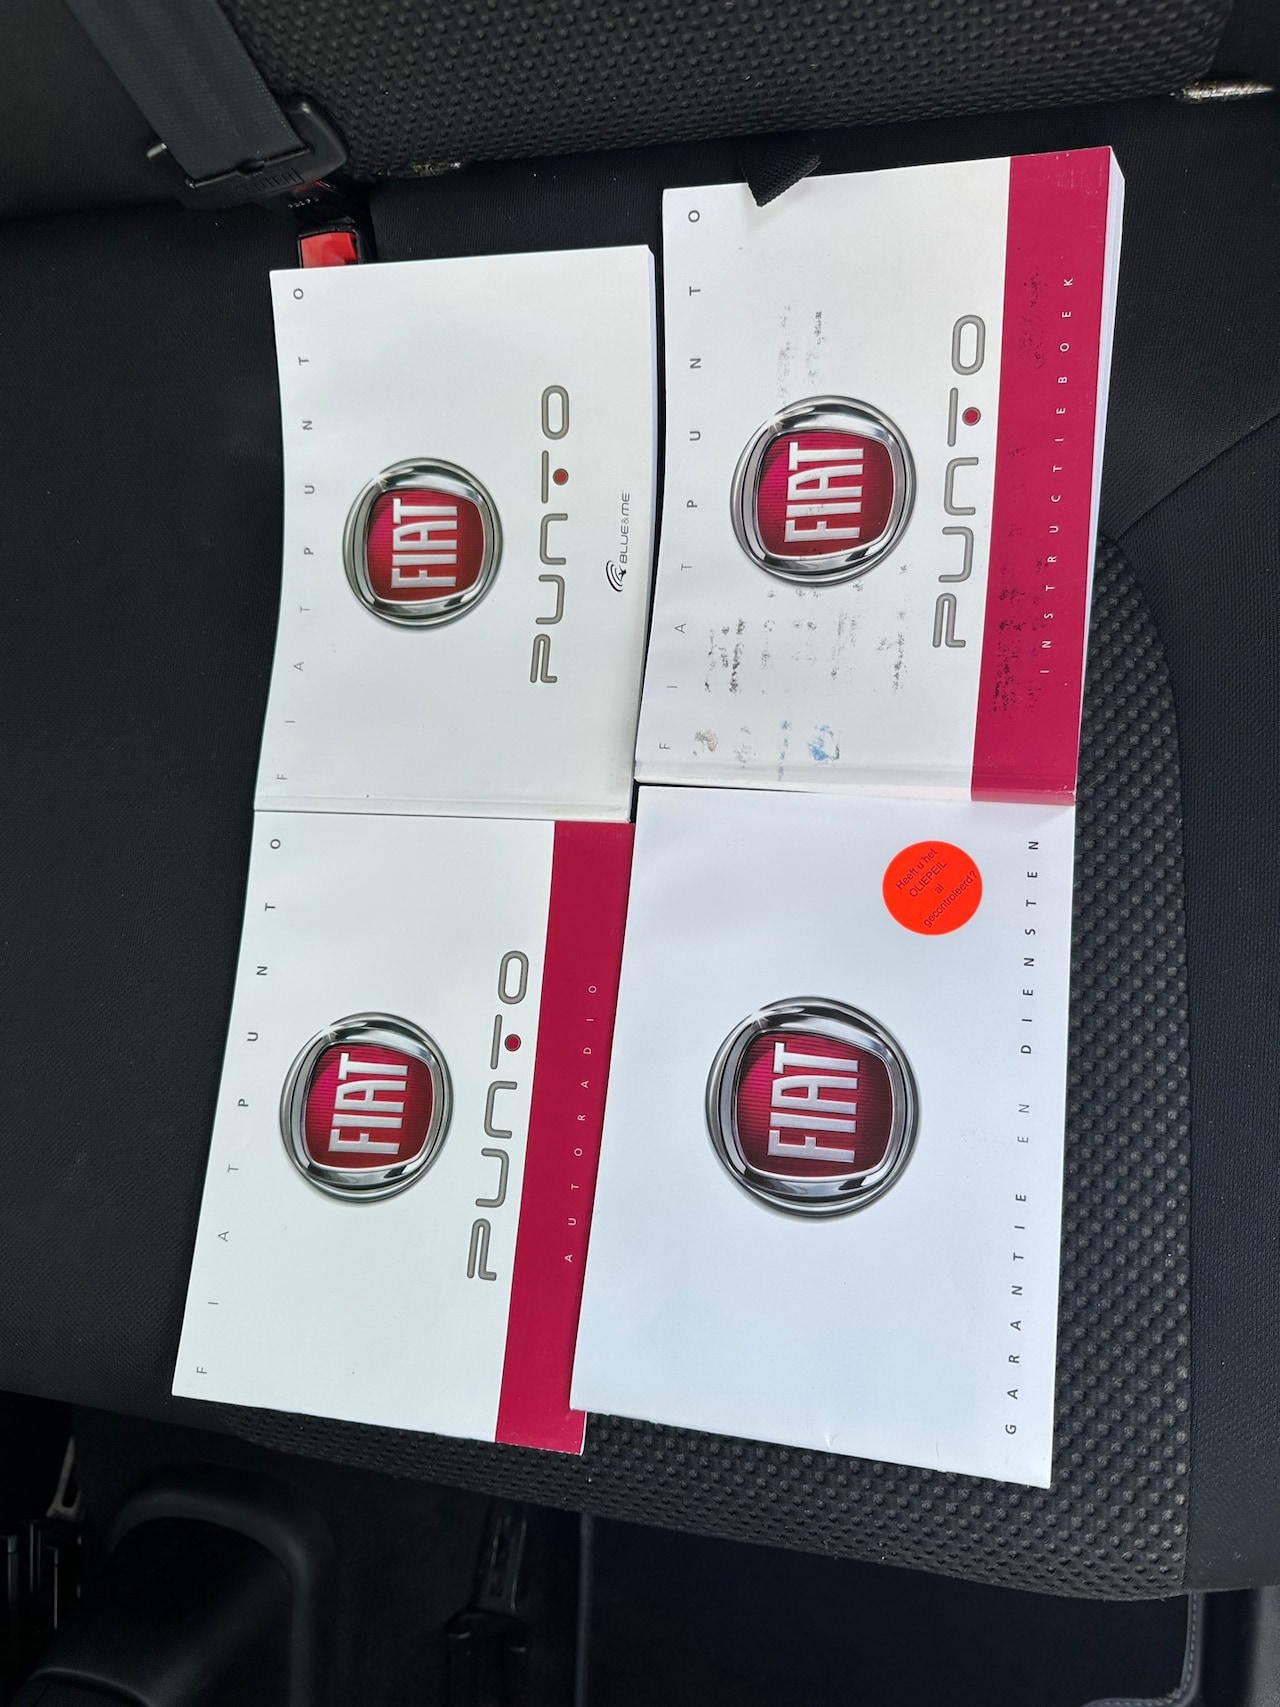 FIAT PUNTO
FIAT
PUNTO
BLUE&ME
FIAT PUNTO
FIAT
PUNTO
INSTRUCTIEBOEK
FIAT PUNTO
FIAT
PUNTO
AUTORADIO
Heeft u het
OLIEPEIL
al
gecontroleerd?
FIAT
GARANTIE EN DIENSTEN